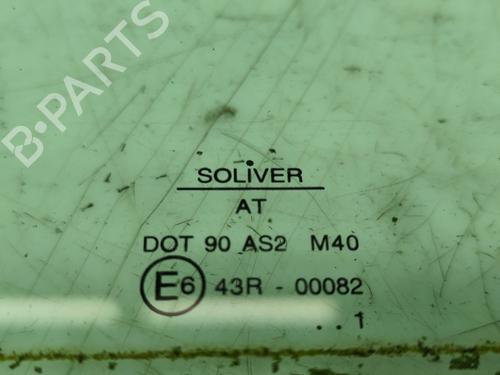 B-PARTS
SOLIVER
AT
DOT 90 AS2 M40
E6 43R - 00082
..1